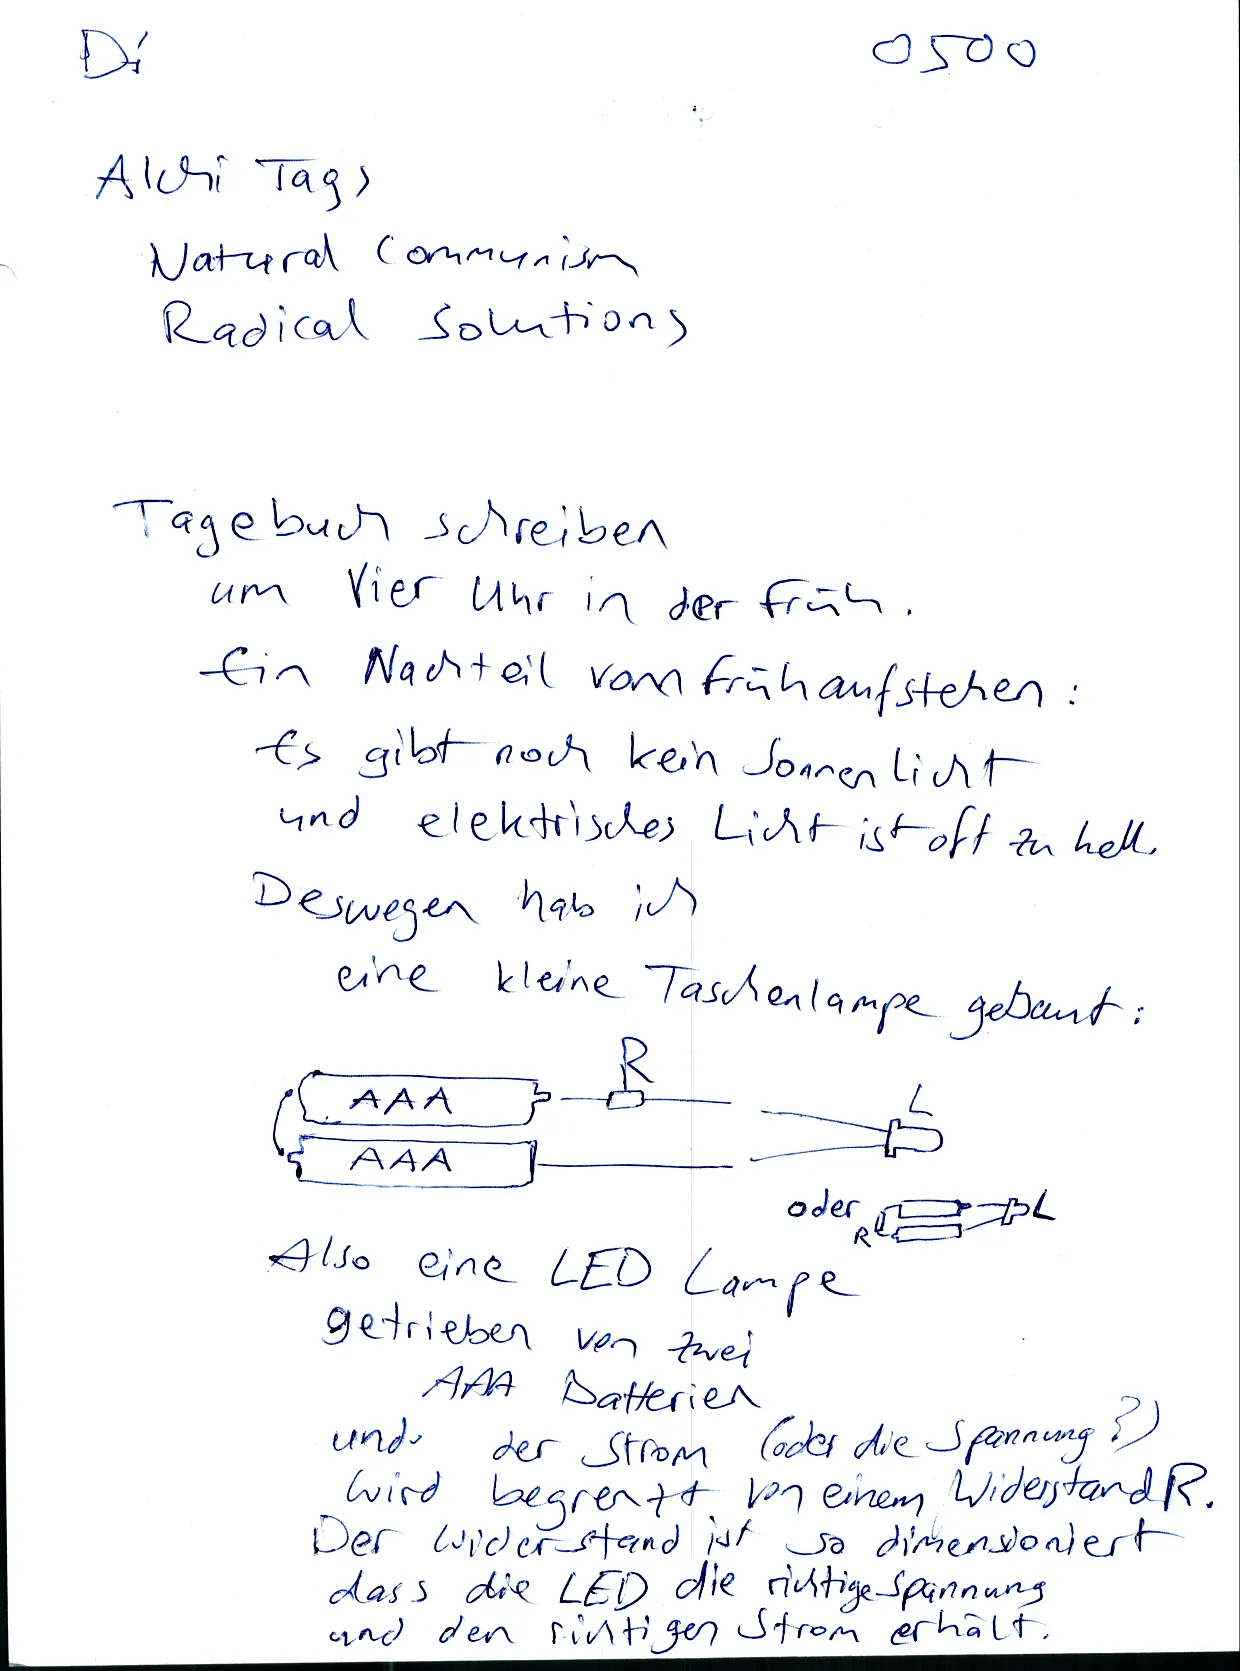 Di 0500
Alchi Tags
Natural Communism
Radical Solutions
Tagebuch schreiben
um Vier Uhr in der Früh.
Ein Nachteil vom Frühaufstehen:
Es gibt noch kein Sonnenlicht
und elektrisches Licht ist oft zu hell.
Deswegen hab ich
eine kleine Taschenlampe gebaut:
R
AAA L
AAA
oder L
R
Also eine LED Lampe
getrieben von zwei
AAA Batterien
und der Strom (oder die Spannung?)
wird begrenzt von einem Widerstand R.
Der Widerstand ist so dimensioniert
dass die LED die richtige Spannung
und den richtigen Strom erhält.